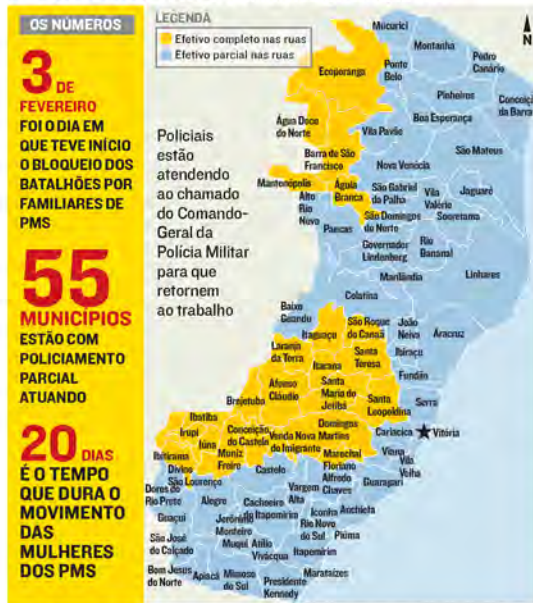 OS NÚMEROS
3 DE
FEVEREIRO
FOI O DIA EM
QUE TEVE INÍCIO
O BLOQUEIO DOS
BATALHÕES POR
FAMILIARES DE
PMS
55
MUNICÍPIOS
ESTÃO COM
POLICIAMENTO
PARCIAL
ATUANDO
20 DIAS
É O TEMPO
QUE DURA O
MOVIMENTO
DAS
MULHERES
DOS PMS
LEGENDA
Efetivo completo nas ruas
Efetivo parcial nas ruas
N
Policiais
estão
atendendo
ao chamado
do Comando-
Geral da
Polícia Militar
para que
retornem
ao trabalho
Mucurici
Montanha
Pedro
Canário
Ecoporanga
Ponto
Belo
Pinheiros
Conceição
da Barra
Boa Esperança
Água Doce
do Norte
Vila Pavão
São Mateus
Barra de São
Francisco
Nova Venécia
Mantenópolis
Águia
Branca
São Gabriel
da Palha
Vila
Valério
Jaguaré
Alto
Rio
Novo
Sooretama
São Domingos
do Norte
Pancas
Governador
Lindenberg
Rio
Bananal
Marilândia
Linhares
Colatina
Baixo
Guandu
Itaguaçu
São Roque
do Canaã
João
Neiva
Aracruz
Laranja
da Terra
Itarana
Santa
Teresa
Ibiraçu
Fundão
Afonso
Cláudio
Santa
Maria de
Jetibá
Brejetuba
Santa
Leopoldina
Serra
Ibatiba
Irupi
Iúna
Conceição
do Castelo
Venda Nova
do Imigrante
Domingos
Martins
Cariacica
Vitória
Ibitirama
Muniz
Freire
Marechal
Floriano
Viana
Vila
Velha
Divino
São Lourenço
Castelo
Alfredo
Chaves
Guarapari
Dores do
Rio Preto
Alegre
Cachoeiro
do Itapemirim
Vargem
Alta
Iconha
Anchieta
Guaçuí
Jerônimo
Monteiro
Rio Novo
do Sul
Piúma
São José
do Calçado
Muqui
Atílio
Vivácqua
Itapemirim
Bom Jesus
do Norte
Apiacá
Mimoso
do Sul
Presidente
Kennedy
Marataízes